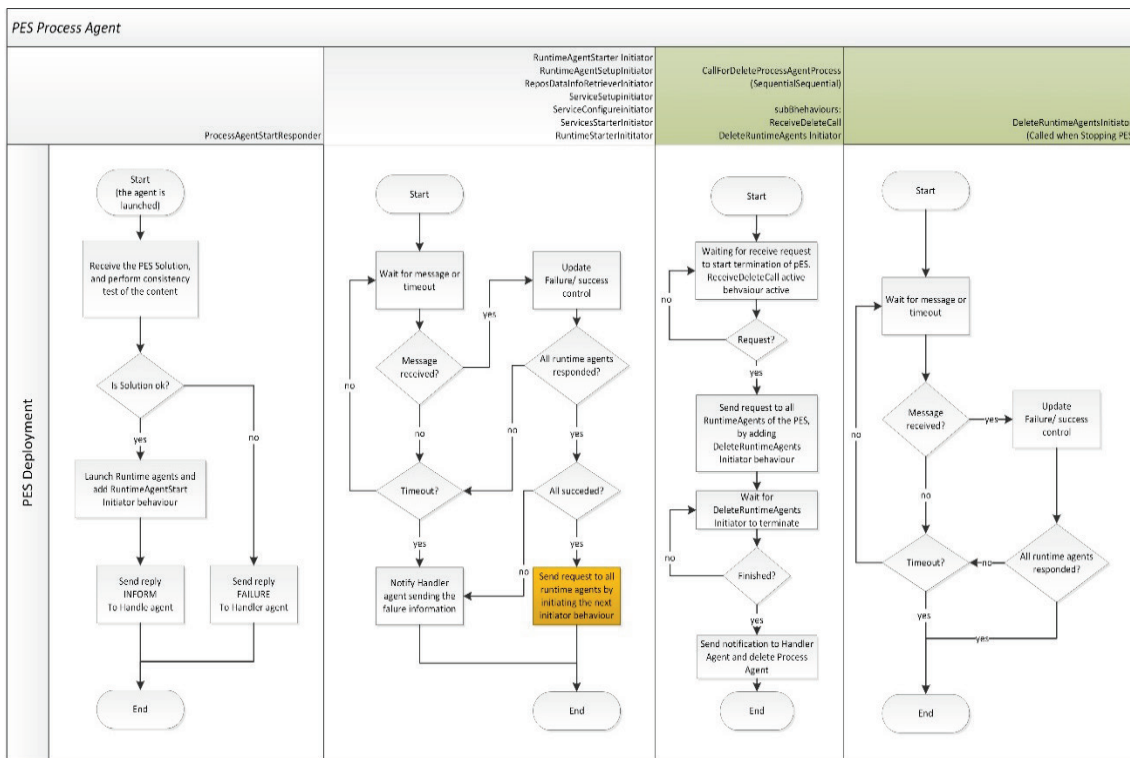 PES Process Agent
ProcessAgentStartResponder
RuntimeAgentStarter Initiator
RuntimeAgentSetupInitiator
ReposDataInfoRetrieverInitiator
ServiceSetupinitiator
ServiceConfigureinitiator
ServicesStarterInitiator
RuntimeStarterInititator
CallForDeleteProcessAgentProcess
(SequentialSequential)
subBhehaviours:
ReceiveDeleteCall
DeleteRuntimeAgents Initiator
DeleteRuntimeAgentsInitiator
(Called when Stopping PES
PES Deployment
Start
(the agent is
launched)
Receive the PES Solution,
and perform consistency
test of the content
Is Solution ok?
yes
no
Launch Runtime agents and
add RuntimeAgentStart
Initiator behaviour
Send reply
INFORM
To Handle agent
Send reply
FAILURE
To Handler agent
End
Start
Wait for message or
timeout
Update
Failure/ success
control
yes
Message
received?
All runtime agents
responded?
no
no
no
yes
Timeout?
All succeded?
yes
no
yes
Notify Handler
agent sending the
failure information
Send request to all
runtime agents by
initiating the next
initiator behaviour
End
Start
Waiting for receive request
to start termination of pES.
ReceiveDeleteCall active
behvaiour active
no
Request?
yes
Send request to all
RuntimeAgents of the PES,
by adding
DeleteRuntimeAgents
Initiator behaviour
Wait for
DeleteRuntimeAgents
Initiator to terminate
no
Finished?
yes
Send notification to Handler
Agent and delete Process
Agent
End
Start
Wait for message or
timeout
no
Message
received?
yes
Update
Failure/ success
control
no
Timeout?
no
All runtime agents
responded?
yes
yes
End